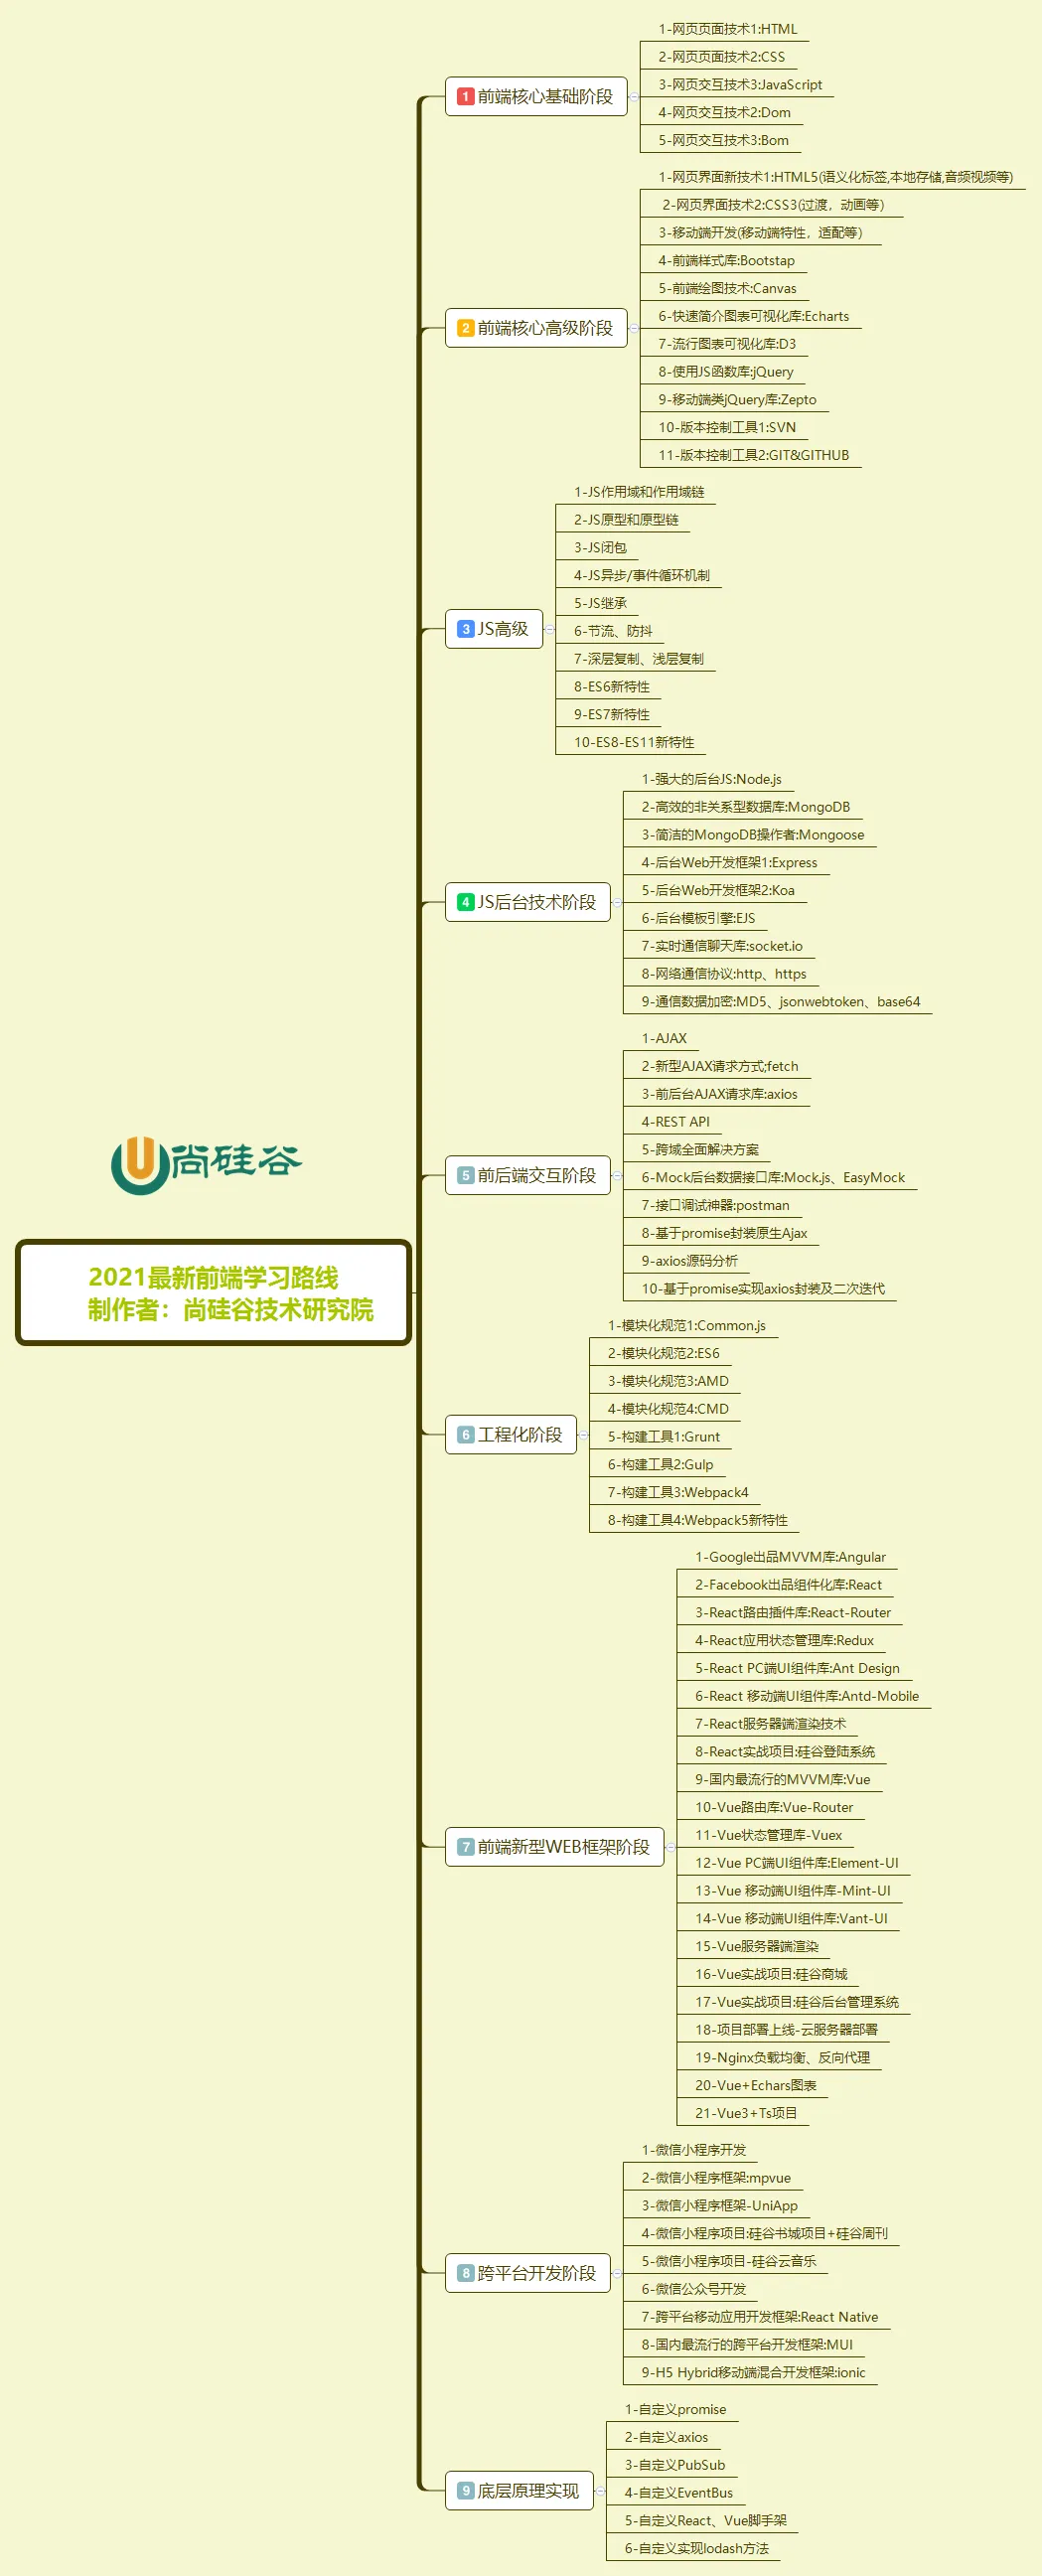 尚硅谷
2021最新前端学习路线
制作者：尚硅谷技术研究院
1 前端核心基础阶段
1-网页页面技术1:HTML
2-网页页面技术2:CSS
3-网页交互技术3:JavaScript
4-网页交互技术2:Dom
5-网页交互技术3:Bom
2 前端核心高级阶段
1-网页界面新技术1:HTML5(语义化标签,本地存储,音频视频等)
2-网页界面技术2:CSS3(过渡，动画等)
3-移动端开发(移动端特性，适配等)
4-前端样式库:Bootstap
5-前端绘图技术:Canvas
6-快速简介图表可视化库:Echarts
7-流行图表可视化库:D3
8-使用JS函数库:jQuery
9-移动端类jQuery库:Zepto
10-版本控制工具1:SVN
11-版本控制工具2:GIT&GITHUB
3 JS高级
1-JS作用域和作用域链
2-JS原型和原型链
3-JS闭包
4-JS异步/事件循环机制
5-JS继承
6-节流、防抖
7-深层复制、浅层复制
8-ES6新特性
9-ES7新特性
10-ES8-ES11新特性
4 JS后台技术阶段
1-强大的后台JS:Node.js
2-高效的非关系型数据库:MongoDB
3-简洁的MongoDB操作者:Mongoose
4-后台Web开发框架1:Express
5-后台Web开发框架2:Koa
6-后台模板引擎:EJS
7-实时通信聊天库:socket.io
8-网络通信协议:http、https
9-通信数据加密:MD5、jsonwebtoken、base64
5 前后端交互阶段
1-AJAX
2-新型AJAX请求方式;fetch
3-前后台AJAX请求库:axios
4-REST API
5-跨域全面解决方案
6-Mock后台数据接口库:Mock.js、EasyMock
7-接口调试神器:postman
8-基于promise封装原生Ajax
9-axios源码分析
10-基于promise实现axios封装及二次迭代
6 工程化阶段
1-模块化规范1:Common.js
2-模块化规范2:ES6
3-模块化规范3:AMD
4-模块化规范4:CMD
5-构建工具1:Grunt
6-构建工具2:Gulp
7-构建工具3:Webpack4
8-构建工具4:Webpack5新特性
7 前端新型WEB框架阶段
1-Google出品MVVM库:Angular
2-Facebook出品组件化库:React
3-React路由插件库:React-Router
4-React应用状态管理库:Redux
5-React PC端UI组件库:Ant Design
6-React 移动端UI组件库:Antd-Mobile
7-React服务器端渲染技术
8-React实战项目:硅谷登陆系统
9-国内最流行的MVVM库:Vue
10-Vue路由库:Vue-Router
11-Vue状态管理库-Vuex
12-Vue PC端UI组件库:Element-UI
13-Vue 移动端UI组件库-Mint-UI
14-Vue 移动端UI组件库:Vant-UI
15-Vue服务器端渲染
16-Vue实战项目:硅谷商城
17-Vue实战项目:硅谷后台管理系统
18-项目部署上线-云服务器部署
19-Nginx负载均衡、反向代理
20-Vue+Echars图表
21-Vue3+Ts项目
8 跨平台开发阶段
1-微信小程序开发
2-微信小程序框架:mpvue
3-微信小程序框架-UniApp
4-微信小程序项目:硅谷书城项目+硅谷周刊
5-微信小程序项目-硅谷云音乐
6-微信公众号开发
7-跨平台移动应用开发框架:React Native
8-国内最流行的跨平台开发框架:MUI
9-H5 Hybrid移动端混合开发框架:ionic
9 底层原理实现
1-自定义promise
2-自定义axios
3-自定义PubSub
4-自定义EventBus
5-自定义React、Vue脚手架
6-自定义实现lodash方法